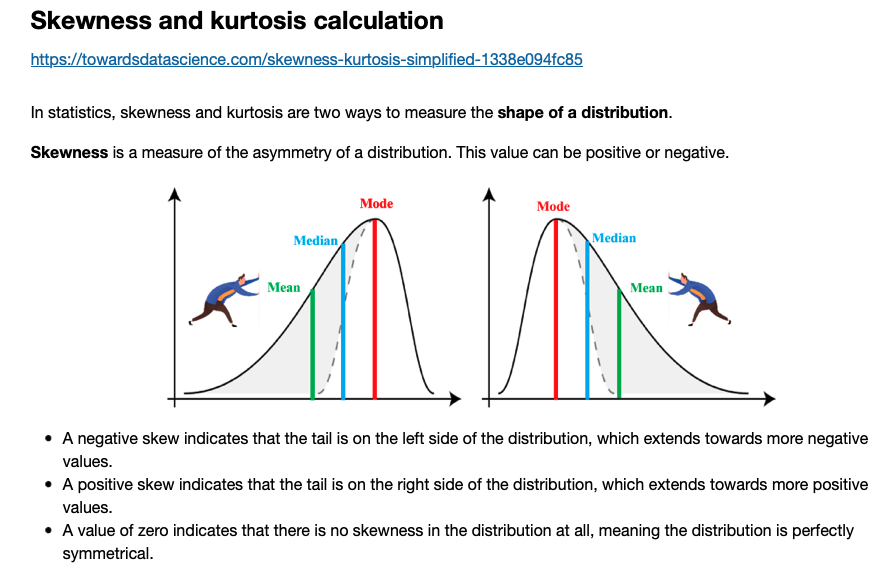 Skewness and kurtosis calculation
https://towardsdatascience.com/skewness-kurtosis-simplified-1338e094fc85
In statistics, skewness and kurtosis are two ways to measure the shape of a distribution.
Skewness is a measure of the asymmetry of a distribution. This value can be positive or negative.
Mode
Median
Mean
Mode
Median
Mean
• A negative skew indicates that the tail is on the left side of the distribution, which extends towards more negative
values.
• A positive skew indicates that the tail is on the right side of the distribution, which extends towards more positive
values.
• A value of zero indicates that there is no skewness in the distribution at all, meaning the distribution is perfectly
symmetrical.